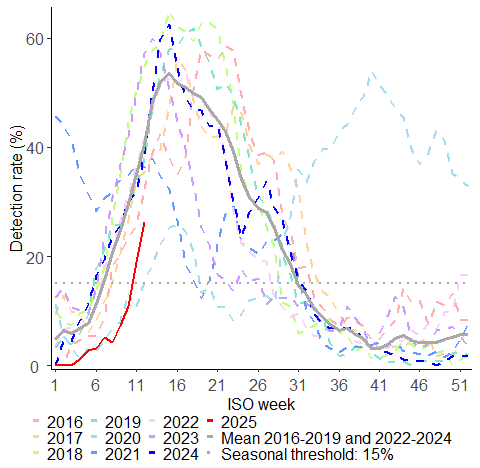 60
40
20
0
Detection rate (%)
1 6 11 16 21 26 31 36 41 46 51
ISO week
2016 2019 2022 2025
2017 2020 2023 Mean 2016-2019 and 2022-2024
2018 2021 2024 Seasonal threshold: 15%